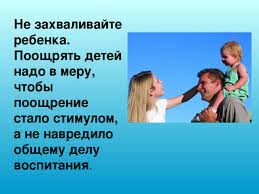 Не захваливайте
ребенка.
Поощрять детей
надо в меру,
чтобы
поощрение
стало стимулом,
а не навредило
общему делу
воспитания.